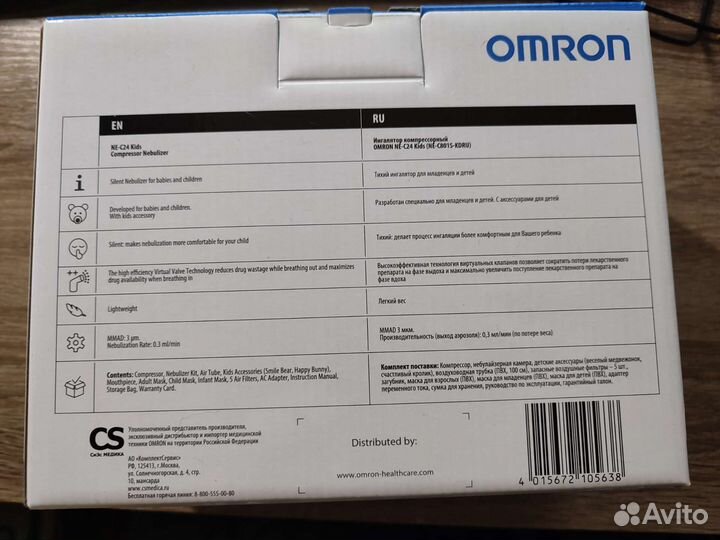 OMRON
EN
RU
NE-C24 Kids
Compressor Nebulizer
Ингалятор компрессорный
OMRON NE-C24 Kids (NE-C801S-KDRU)
Silent Nebulizer for babies and children
Тихий ингалятор для младенцев и детей
Developed for babies and children.
With kids accessory
Разработан специально для младенцев и детей. С аксессуарами для детей
Silent: makes nebulization more comfortable for your child
Тихий: делает процесс ингаляции более комфортным для Вашего ребенка
The high efficiency Virtual Valve Technology reduces drug wastage while breathing out and maximizes
drug availability when breathing in
Высокоэффективная технология виртуальных клапанов позволяет сократить потери лекарственного
препарата на фазе выдоха и максимально увеличить поступление лекарственного препарата на
фазе вдоха
Lightweight
Легкий вес
MMAD: 3 μm.
Nebulization Rate: 0.3 ml/min
MMAD 3 мкм.
Производительность (выход аэрозоля): 0,3 мл/мин (по потере веса)
Contents: Compressor, Nebulizer Kit, Air Tube, Kids Accessories (Smile Bear, Happy Bunny),
Mouthpiece, Adult Mask, Child Mask, Infant Mask, 5 Air Filters, AC Adapter, Instruction Manual,
Storage Bag, Warranty Card.
Комплект поставки: Компрессор, небулайзерная камера, детские аксессуары (веселый медвежонок,
счастливый кролик), воздуховодная трубка (ПВХ, 100 см), запасные воздушные фильтры – 5 шт.,
загубник, маска для взрослых (ПВХ), маска для младенцев (ПВХ), маска для детей (ПВХ), адаптер
переменного тока, сумка для хранения, руководство по эксплуатации, гарантийный талон.
CS
СиЭс МЕДИКА
Уполномоченный представитель производителя,
эксклюзивный дистрибьютор и импортер медицинской
техники OMRON на территории Российской Федерации
АО «КомплектСервис»
РФ, 125413, г.Москва,
ул. Солнечногорская, д. 4, стр.
10, мансарда
www.csmedica.ru
Бесплатная горячая линия: 8-800-555-00-80
Distributed by:
www.omron-healthcare.com
4 015672 105638
Avito